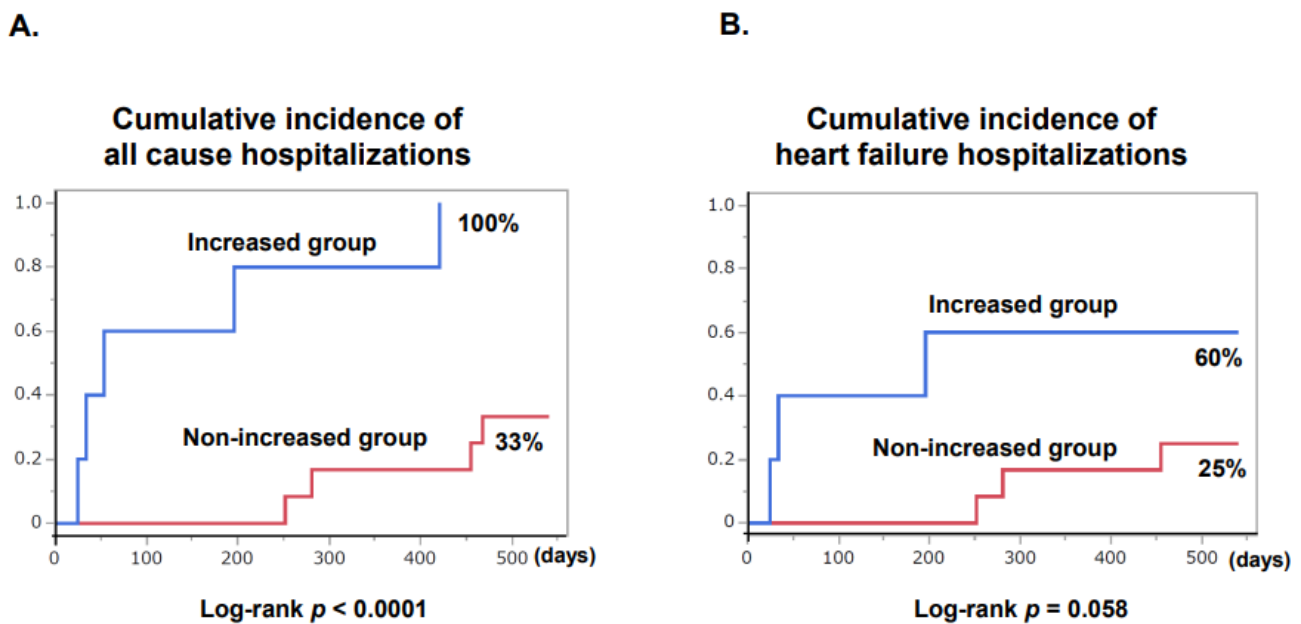 A.
Cumulative incidence of
all cause hospitalizations
1.0
0.8
0.6
0.4
0.2
0
Increased group
100%
Non-increased group
33%
0 100 200 300 400 500 (days)
Log-rank p < 0.0001
B.
Cumulative incidence of
heart failure hospitalizations
1.0
0.8
0.6
0.4
0.2
0
Increased group
60%
Non-increased group
25%
0 100 200 300 400 500 (days)
Log-rank p = 0.058